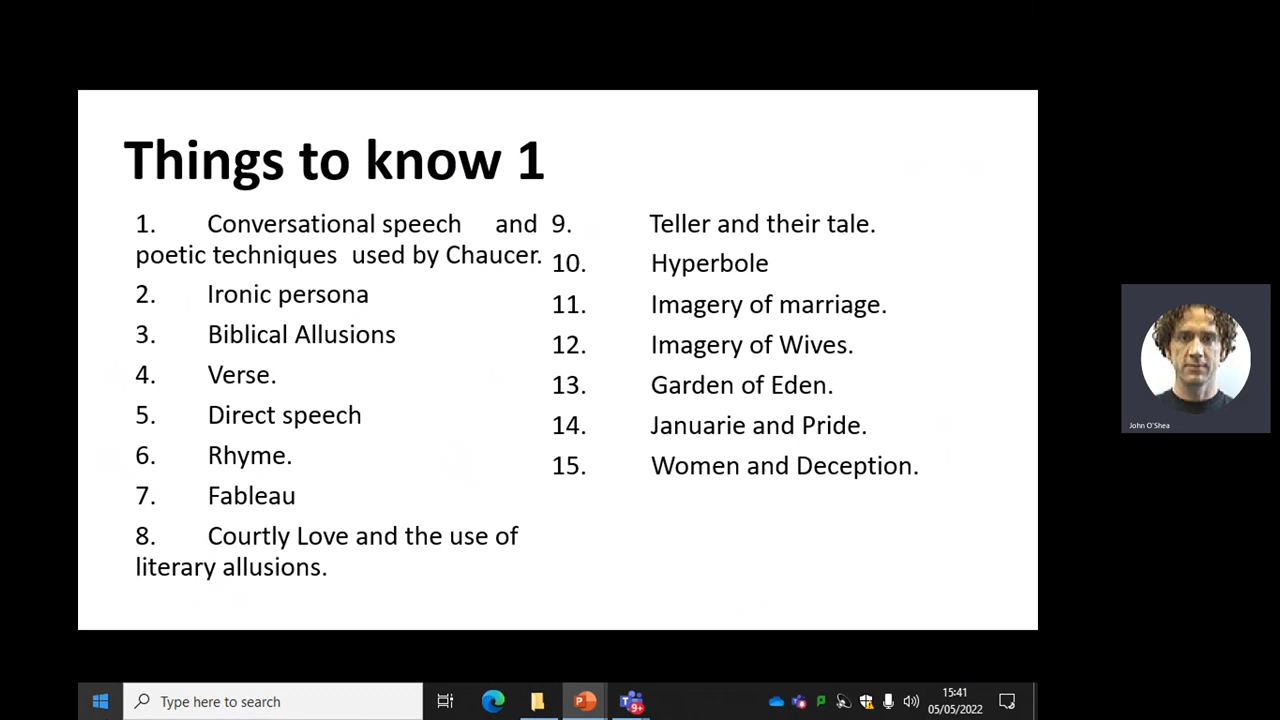 Things to know 1
1. Conversational speech and
poetic techniques used by Chaucer.
2. Ironic persona
3. Biblical Allusions
4. Verse.
5. Direct speech
6. Rhyme.
7. Fableau
8. Courtly Love and the use of
literary allusions.
9. Teller and their tale.
10. Hyperbole
11. Imagery of marriage.
12. Imagery of Wives.
13. Garden of Eden.
14. Januarie and Pride.
15. Women and Deception.
John O'Shea
Type here to search
9+
15:41
05/05/2022